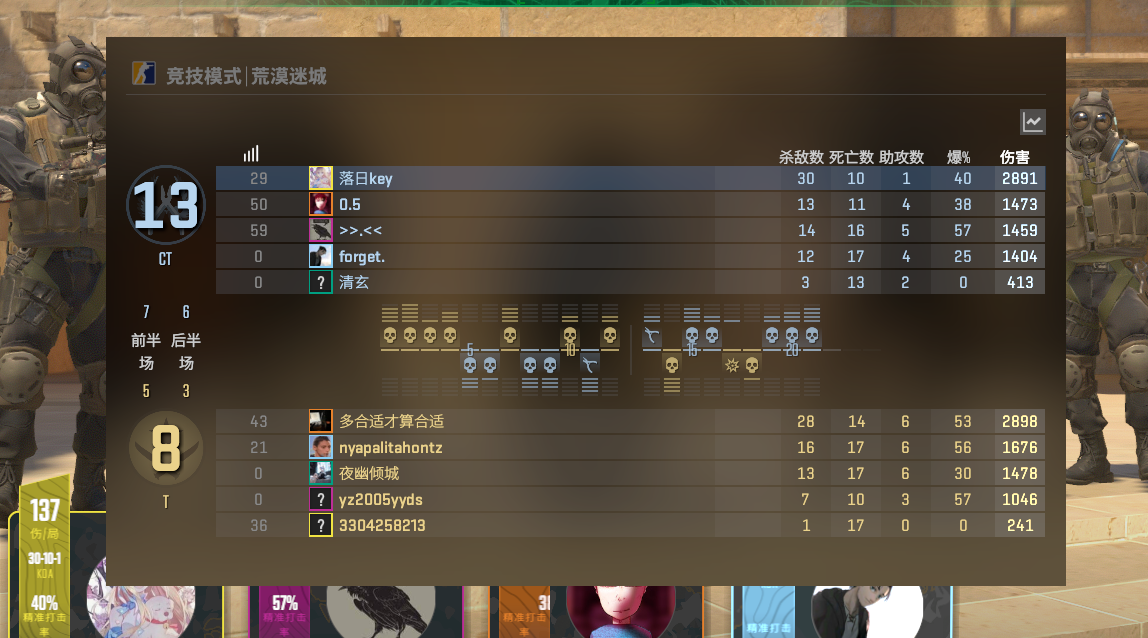 竞技模式|荒漠迷城
杀敌数 死亡数 助攻数 爆% 伤害
13
CT
29 落日key 30 10 1 40 2891
50 0.5 13 11 4 38 1473
59 >>.<< 14 16 5 57 1459
0 forget. 12 17 4 25 1404
0 ? 清玄 3 13 2 0 413
7 6
前半场 后半场
5 3
5 10 15 20
8
T
43 多合适才算合适 28 14 6 53 2898
21 nyapalitahontz 16 17 6 56 1676
0 夜幽倾城 13 17 6 30 1478
0 ? yz2005yyds 7 10 3 57 1046
36 ? 3304258213 1 17 0 0 241
137
伤/局
30-10-1
KDA
40%
精准打击率
57%
精准打击率
精准打击率
精准打击